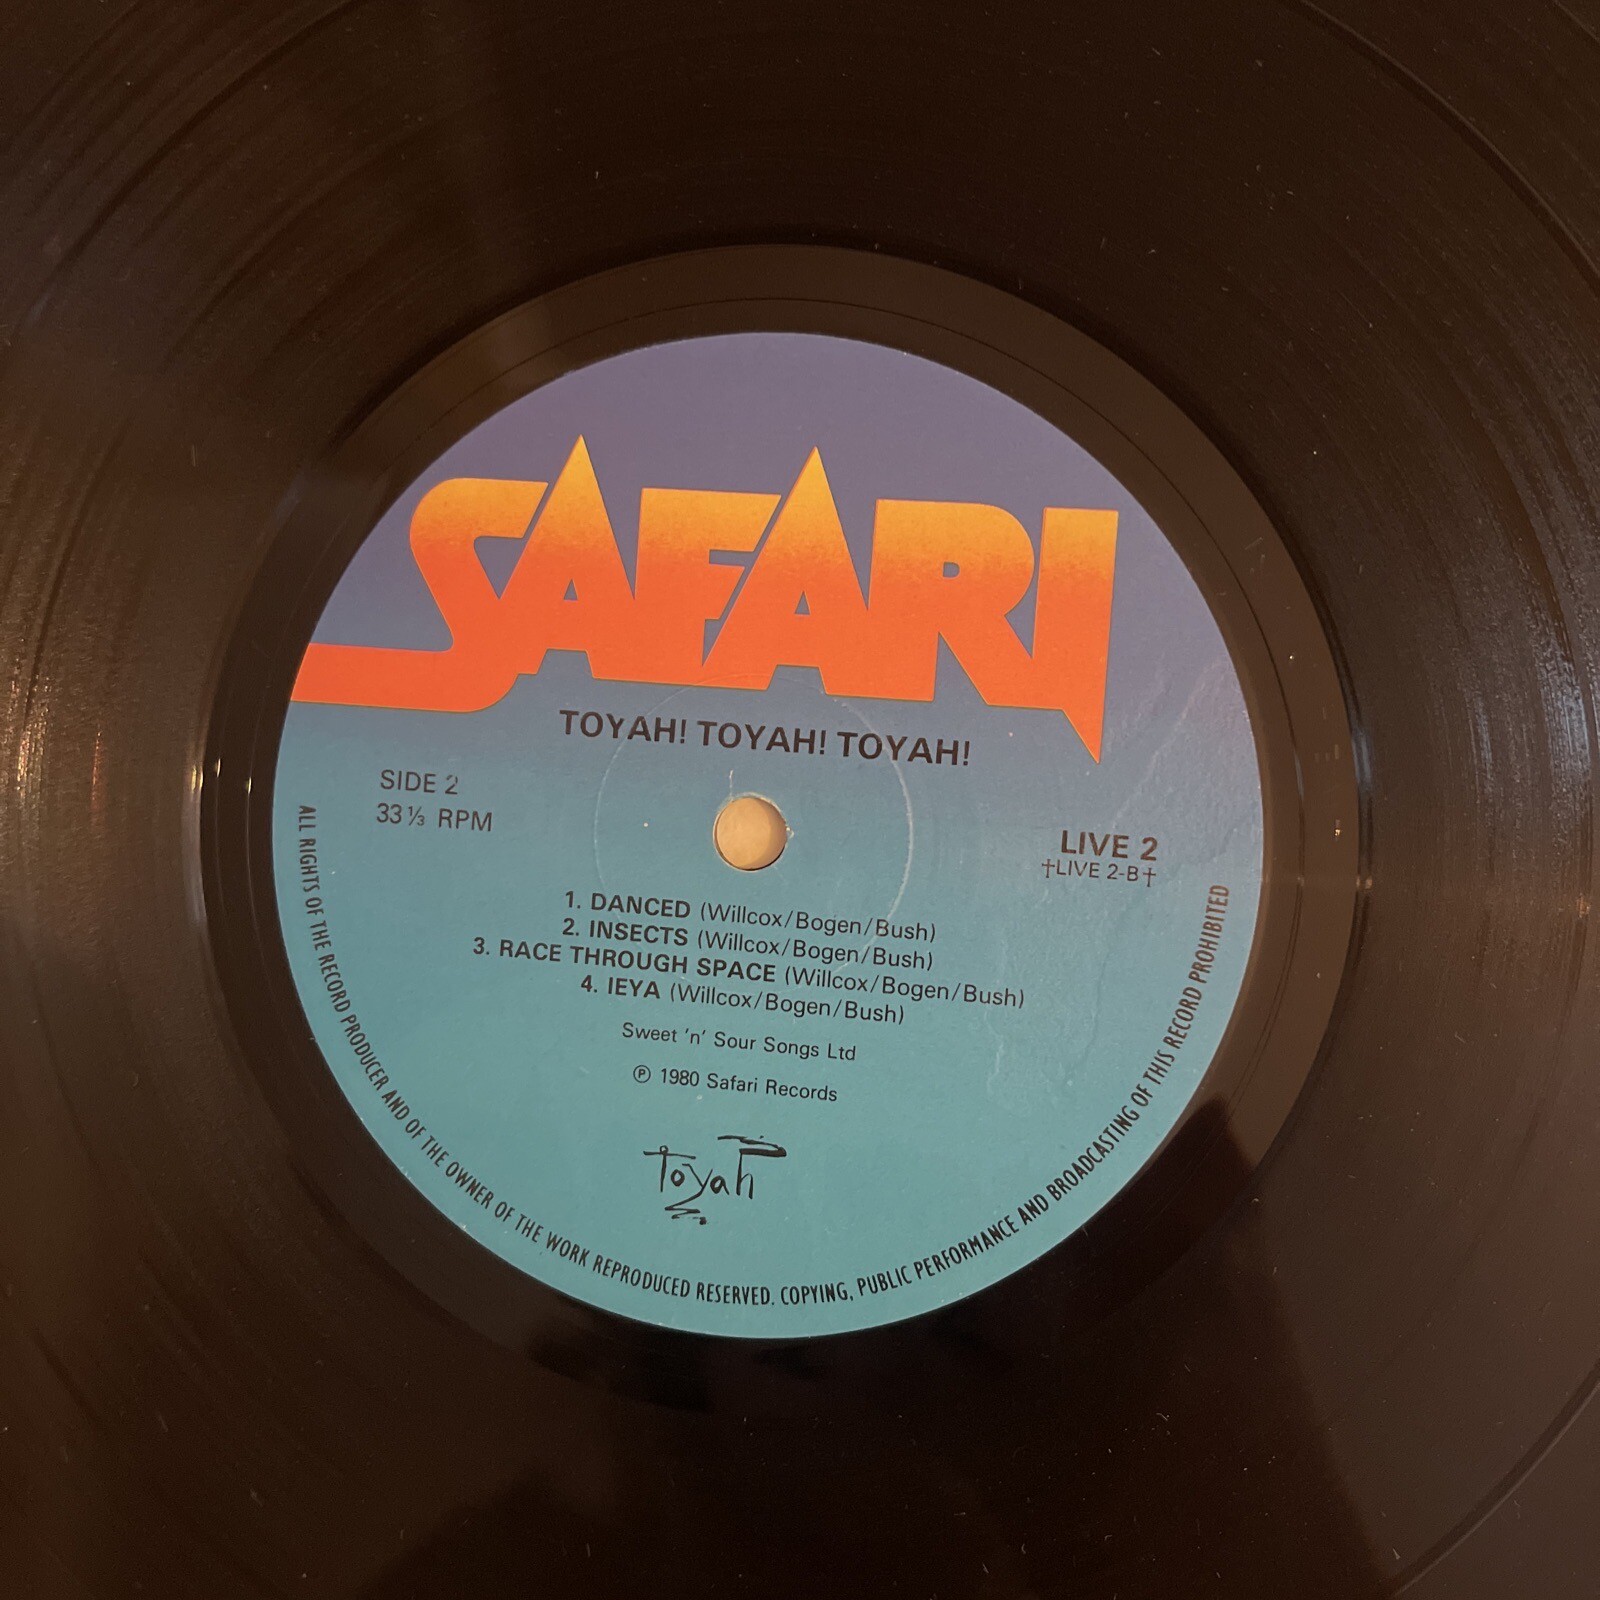 SAFARI
TOYAH! TOYAH! TOYAH!
SIDE 2
33⅓ RPM
LIVE 2
†LIVE 2-B†
1. DANCED (Willcox/Bogen/Bush)
2. INSECTS (Willcox/Bogen/Bush)
3. RACE THROUGH SPACE (Willcox/Bogen/Bush)
4. IEYA (Willcox/Bogen/Bush)
Sweet 'n' Sour Songs Ltd
℗ 1980 Safari Records
toyah
ALL RIGHTS OF THE RECORD PRODUCER AND OF THE OWNER OF THE WORK REPRODUCED RESERVED. COPYING, PUBLIC PERFORMANCE AND BROADCASTING OF THIS RECORD PROHIBITED